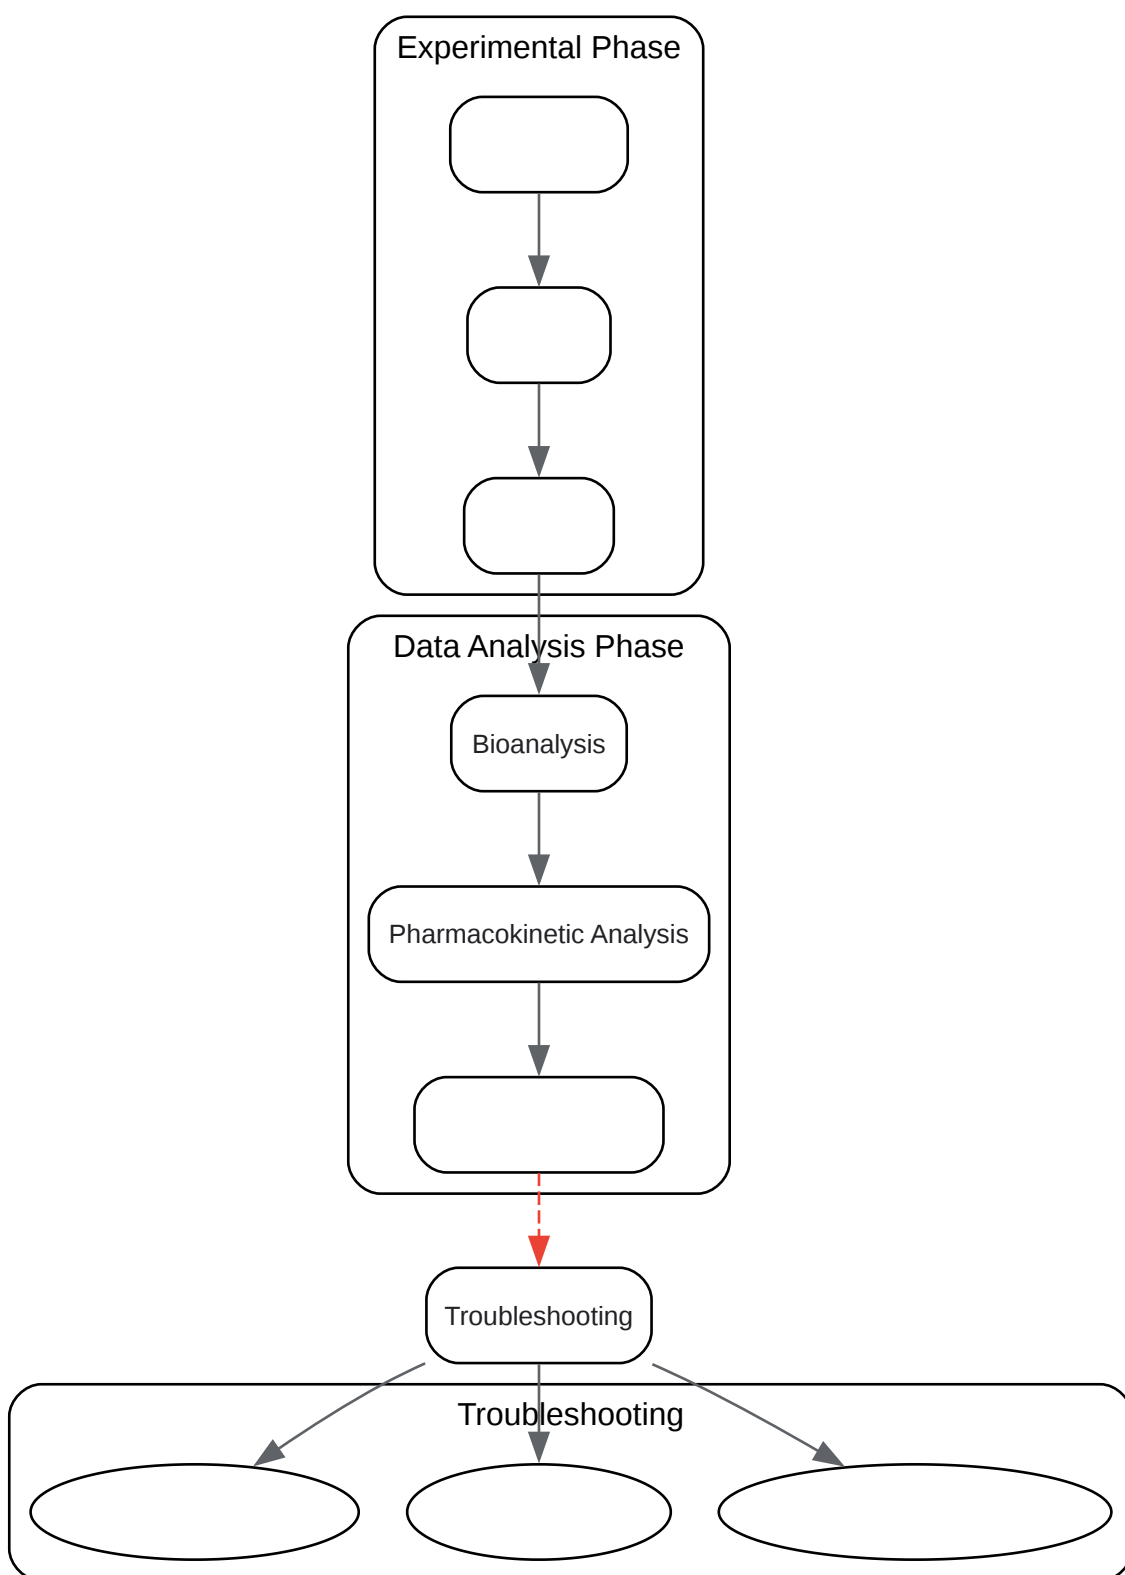 Experimental Phase
Data Analysis Phase
Bioanalysis
Pharmacokinetic Analysis
Troubleshooting
Troubleshooting